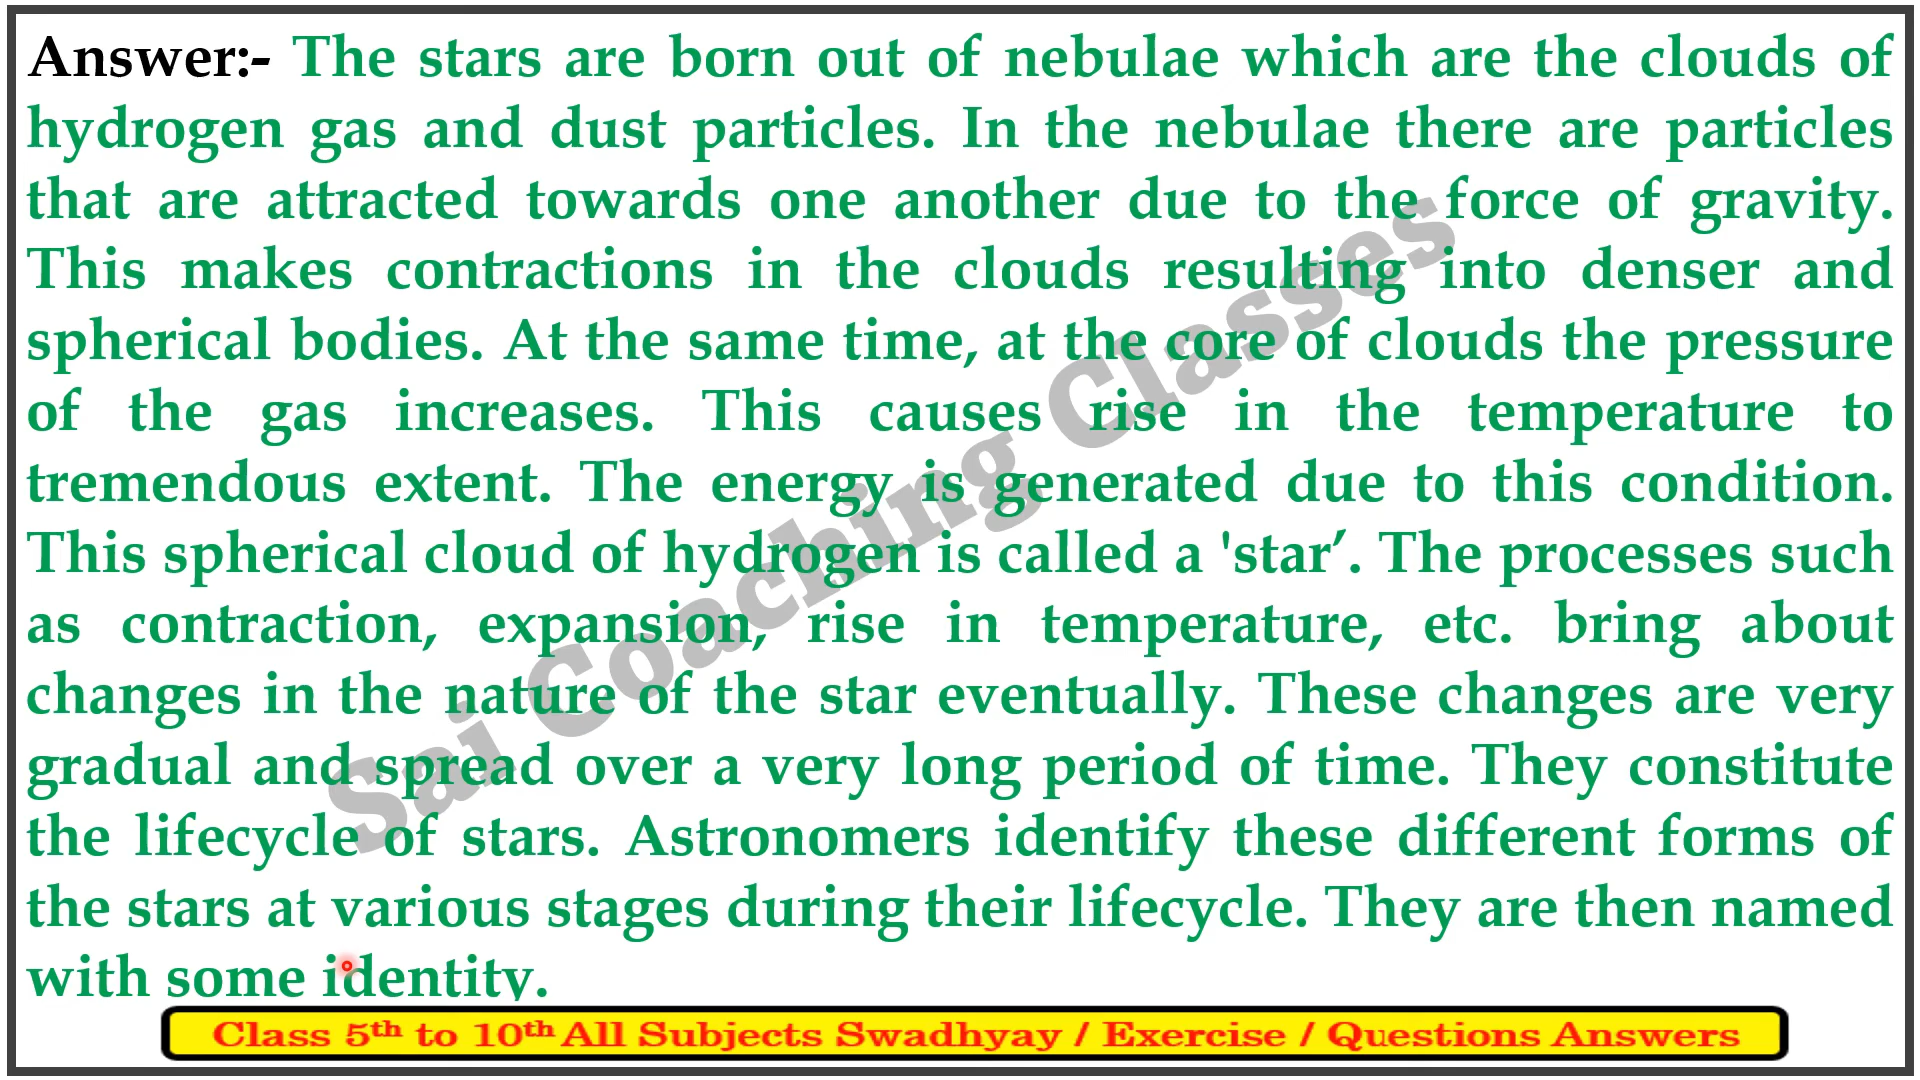 Answer:- The stars are born out of nebulae which are the clouds of
hydrogen gas and dust particles. In the nebulae there are particles
that are attracted towards one another due to the force of gravity.
This makes contractions in the clouds resulting into denser and
spherical bodies. At the same time, at the core of clouds the pressure
of the gas increases. This causes rise in the temperature to
tremendous extent. The energy is generated due to this condition.
This spherical cloud of hydrogen is called a 'star’. The processes such
as contraction, expansion, rise in temperature, etc. bring about
changes in the nature of the star eventually. These changes are very
gradual and spread over a very long period of time. They constitute
the lifecycle of stars. Astronomers identify these different forms of
the stars at various stages during their lifecycle. They are then named
with some identity.
Sai Coaching Classes
Class 5th to 10th All Subjects Swadhyay / Exercise / Questions Answers